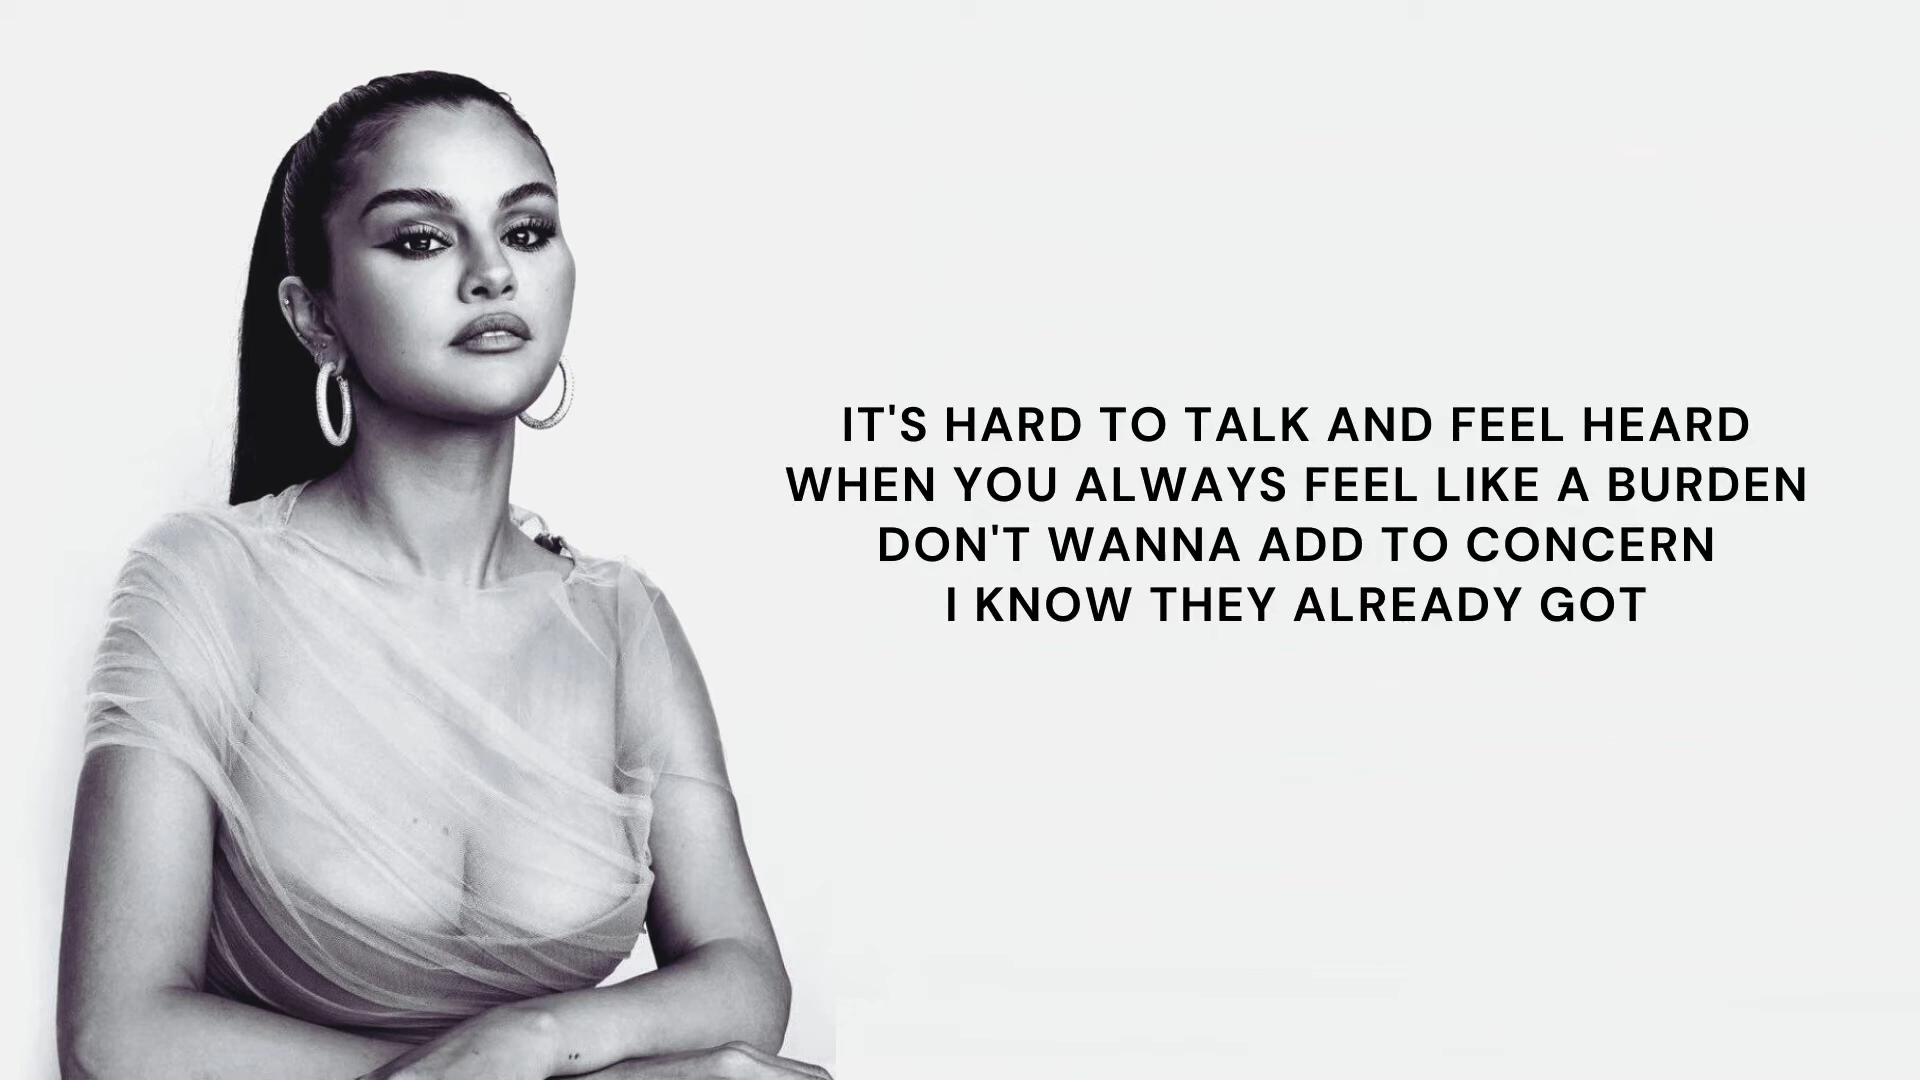 IT'S HARD TO TALK AND FEEL HEARD
WHEN YOU ALWAYS FEEL LIKE A BURDEN
DON'T WANNA ADD TO CONCERN
I KNOW THEY ALREADY GOT